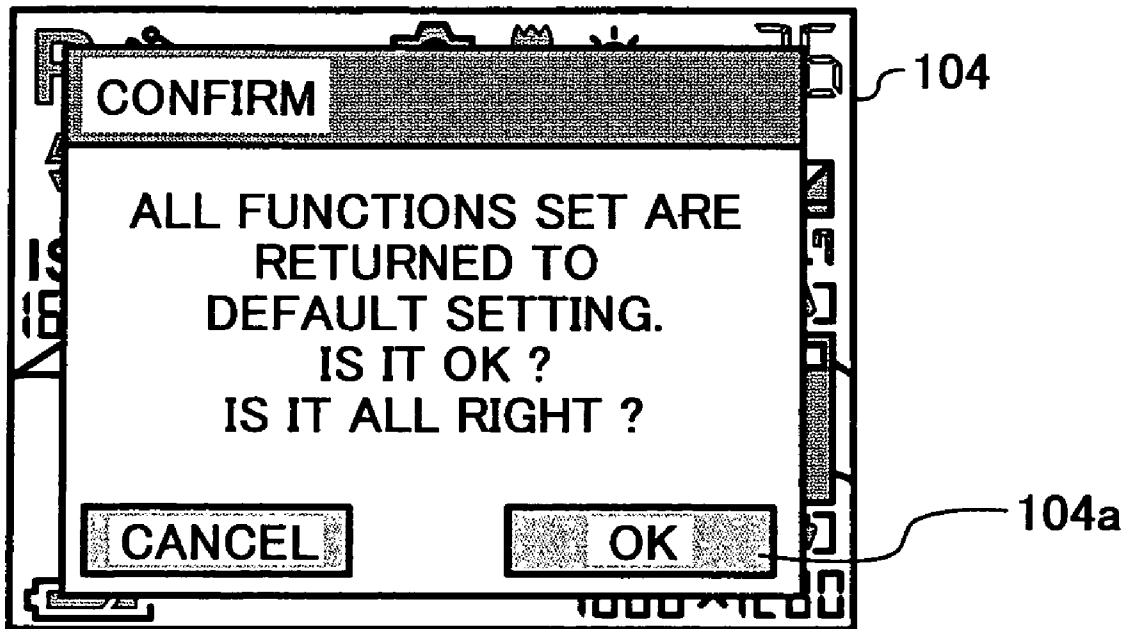 104
CONFIRM
ALL FUNCTIONS SET ARE
RETURNED TO
DEFAULT SETTING.
IS IT OK ?
IS IT ALL RIGHT ?
CANCEL
OK
104a